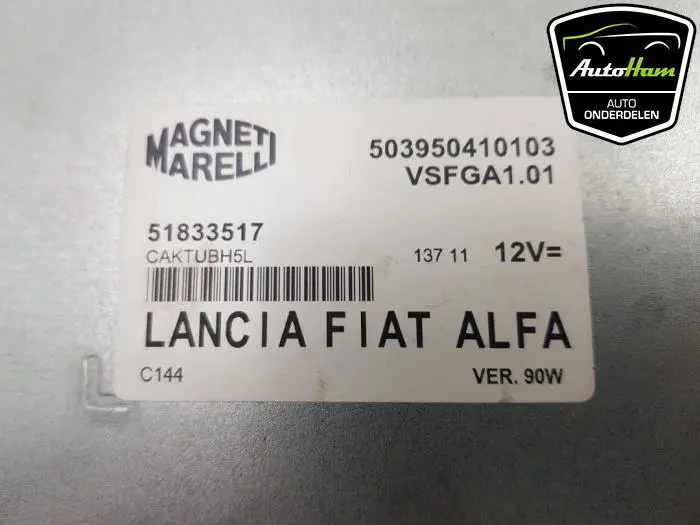 AutoHam
AUTO
ONDERDELEN
MAGNETI
MARELLI
503950410103
VSFGA1.01
51833517
CAKTUBH5L
137 11 12V=
LANCIA FIAT ALFA
C144 VER. 90W